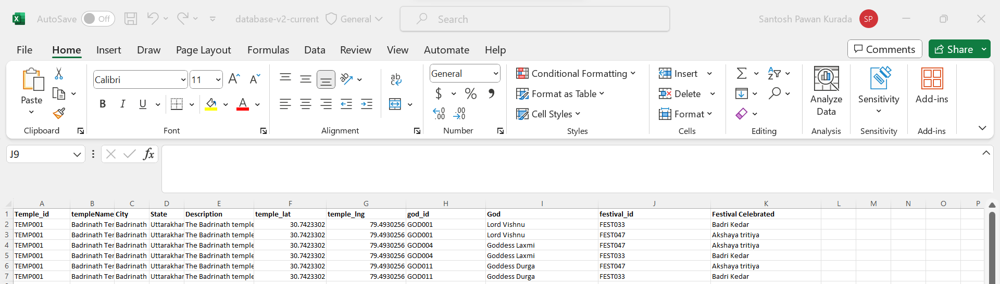 AutoSave Off database-v2-current General Search Santosh Pawan Kurada SP
File Home Insert Draw Page Layout Formulas Data Review View Automate Help Comments Share
Paste
Clipboard
Calibri 11
B I U A
Font
ab
Alignment
General
$ % ,
Number
Conditional Formatting
Format as Table
Cell Styles
Styles
Insert
Delete
Format
Cells
Editing
Analyze
Data
Analysis
Sensitivity
Sensitivity
Add-ins
Add-ins
J9 fx
A B C D E F G H I J K L M N O P
1 Temple_id templeName City State Description temple_lat temple_lng god_id God festival_id Festival Celebrated
2 TEMP001 Badrinath Ter Badrinath Uttarakhar The Badrinath temple 30.7423302 79.4930256 GOD001 Lord Vishnu FEST033 Badri Kedar
3 TEMP001 Badrinath Ter Badrinath Uttarakhar The Badrinath temple 30.7423302 79.4930256 GOD001 Lord Vishnu FEST047 Akshaya tritiya
4 TEMP001 Badrinath Ter Badrinath Uttarakhar The Badrinath temple 30.7423302 79.4930256 GOD004 Goddess Laxmi FEST047 Akshaya tritiya
5 TEMP001 Badrinath Ter Badrinath Uttarakhar The Badrinath temple 30.7423302 79.4930256 GOD004 Goddess Laxmi FEST033 Badri Kedar
6 TEMP001 Badrinath Ter Badrinath Uttarakhar The Badrinath temple 30.7423302 79.4930256 GOD011 Goddess Durga FEST047 Akshaya tritiya
7 TEMP001 Badrinath Ter Badrinath Uttarakhar The Badrinath temple 30.7423302 79.4930256 GOD011 Goddess Durga FEST033 Badri Kedar